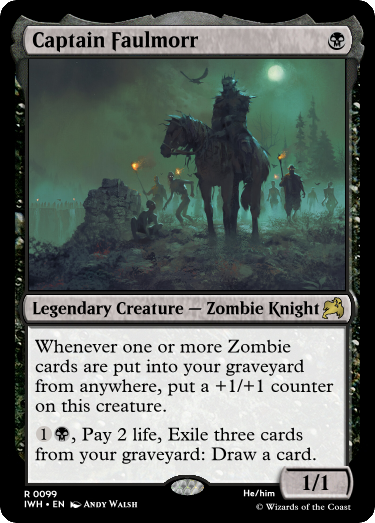 Captain Faulmorr
Legendary Creature — Zombie Knight
Whenever one or more Zombie
cards are put into your graveyard
from anywhere, put a +1/+1 counter
on this creature.
1, Pay 2 life, Exile three cards
from your graveyard: Draw a card.
1/1
R 0099
IWH • EN Andy Walsh
He/him
© Wizards of the Coast